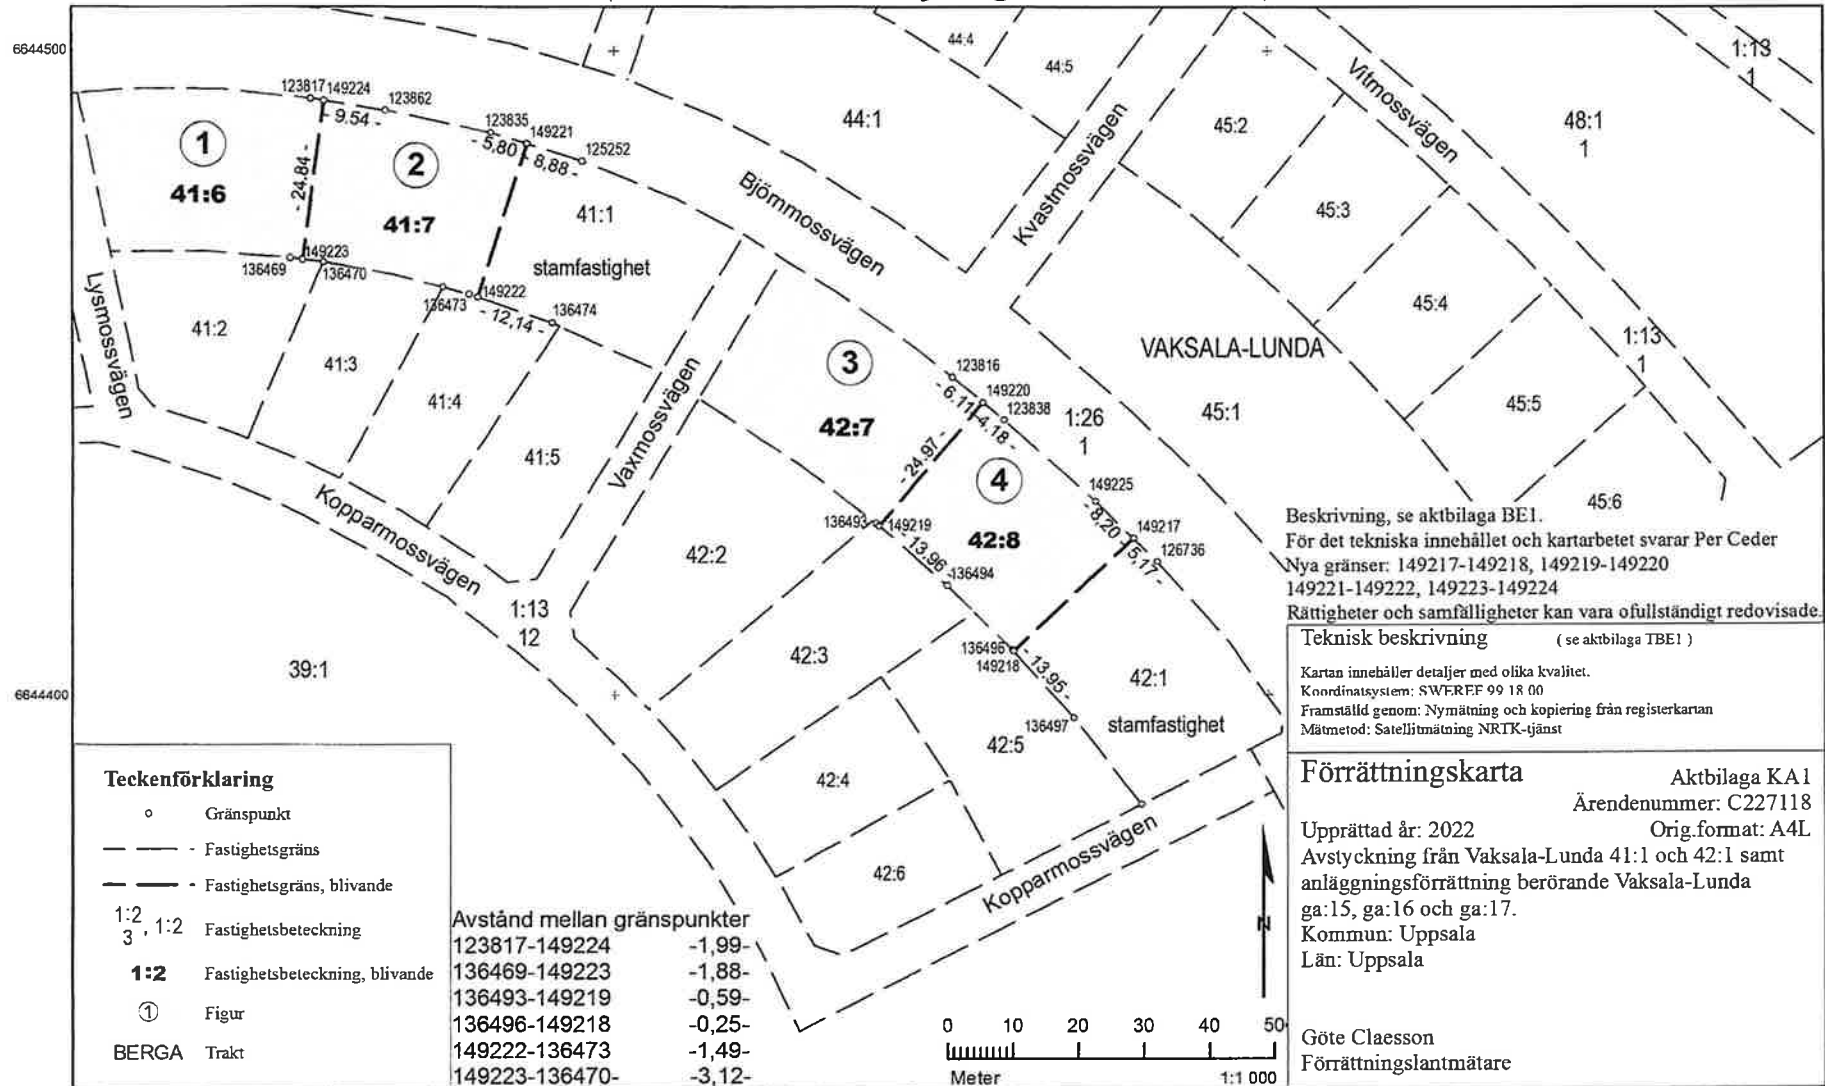 6644500
6644400
123817
149224
123862
123835
149221
125252
- 9.54 -
- 5,80 -
- 8,88 -
- 24,84 -
1
41:6
2
41:7
41:1
stamfastighet
136469
149223
136470
136473
149222
136474
- 12,14 -
41:2
41:3
41:4
41:5
Lysmossvägen
Kopparmossvägen
Vaxmossvägen
Björnmossvägen
Kvastmossvägen
Vitmossvägen
44:4
44:5
44:1
45:2
45:3
45:4
45:5
45:6
45:1
48:1
1
1:13
1
1:13
1
VAKSALA-LUNDA
1:26
1
3
42:7
123816
149220
123838
- 6.11 -
- 4.18 -
- 24,97 -
4
42:8
149225
149217
126736
- 8,20 -
- 5,17 -
136493
149219
- 13.96 -
136494
136496
149218
- 13.95 -
136497
42:1
stamfastighet
42:2
42:3
42:4
42:5
42:6
1:13
12
39:1
Kopparmossvägen
Beskrivning, se aktbilaga BE1.
För det tekniska innehållet och kartarbetet svarar Per Ceder
Nya gränser: 149217-149218, 149219-149220
149221-149222, 149223-149224
Rättigheter och samfälligheter kan vara ofullständigt redovisade.
Teknisk beskrivning ( se aktbilaga TBE1 )
Kartan innehåller detaljer med olika kvalitet.
Koordinatsystem: SWEREF 99 18 00
Framställd genom: Nymätning och kopiering från registerkartan
Mätmetod: Satellitmätning NRTK-tjänst
Förrättningskarta Aktbilaga KA1
Ärendenummer: C227118
Upprättad år: 2022 Orig.format: A4L
Avstyckning från Vaksala-Lunda 41:1 och 42:1 samt
anläggningsförrättning berörande Vaksala-Lunda
ga:15, ga:16 och ga:17.
Kommun: Uppsala
Län: Uppsala
Göte Claesson
Förrättningslantmätare
Teckenförklaring
Gränspunkt
Fastighetsgräns
Fastighetsgräns, blivande
1:2
3 , 1:2 Fastighetsbeteckning
1:2 Fastighetsbeteckning, blivande
1 Figur
BERGA Trakt
Avstånd mellan gränspunkter
123817-149224 -1,99-
136469-149223 -1,88-
136493-149219 -0,59-
136496-149218 -0,25-
149222-136473 -1,49-
149223-136470- -3,12-
N
0 10 20 30 40 50
Meter 1:1 000